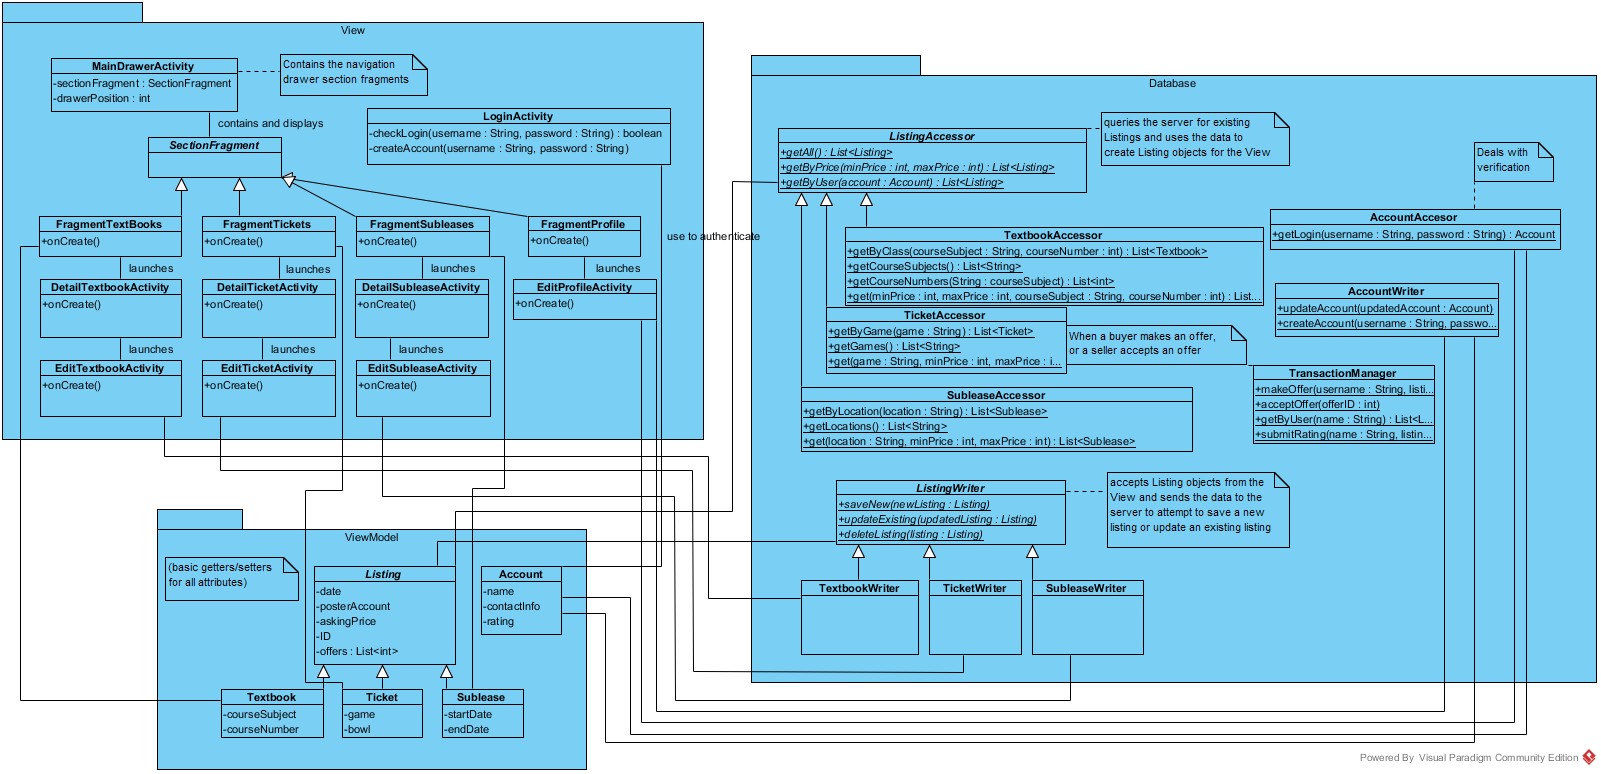 View
MainDrawerActivity
-sectionFragment : SectionFragment
-drawerPosition : int
Contains the navigation
drawer section fragments
contains and displays
LoginActivity
-checkLogin(username : String, password : String) : boolean
-createAccount(username : String, password : String)
SectionFragment
FragmentTextBooks
+onCreate()
FragmentTickets
+onCreate()
FragmentSubleases
+onCreate()
FragmentProfile
+onCreate()
launches
launches
launches
launches
DetailTextbookActivity
+onCreate()
DetailTicketActivity
+onCreate()
DetailSubleaseActivity
+onCreate()
EditProfileActivity
+onCreate()
launches
launches
launches
EditTextbookActivity
+onCreate()
EditTicketActivity
+onCreate()
EditSubleaseActivity
+onCreate()
use to authenticate
Database
ListingAccessor
+getAll() : List<Listing>
+getByPrice(minPrice : int, maxPrice : int) : List<Listing>
+getByUser(account : Account) : List<Listing>
queries the server for existing
Listings and uses the data to
create Listing objects for the View
Deals with
verification
AccountAccesor
+getLogin(username : String, password : String) : Account
TextbookAccessor
+getByClass(courseSubject : String, courseNumber : int) : List<Textbook>
+getCourseSubjects() : List<String>
+getCourseNumbers(String : courseSubject) : List<int>
+get(minPrice : int, maxPrice : int, courseSubject : String, courseNumber : int) : List...
AccountWriter
+updateAccount(updatedAccount : Account)
+createAccount(username : String, passwo...
TicketAccessor
+getByGame(game : String) : List<Ticket>
+getGames() : List<String>
+get(game : String, minPrice : int, maxPrice : i...
When a buyer makes an offer,
or a seller accepts an offer
TransactionManager
+makeOffer(username : String, listi...
+acceptOffer(offerID : int)
+getByUser(name : String) : List<L...
+submitRating(name : String, listin...
SubleaseAccessor
+getByLocation(location : String) : List<Sublease>
+getLocations() : List<String>
+get(location : String, minPrice : int, maxPrice : int) : List<Sublease>
ListingWriter
+saveNew(newListing : Listing)
+updateExisting(updatedListing : Listing)
+deleteListing(listing : Listing)
accepts Listing objects from the
View and sends the data to the
server to attempt to save a new
listing or update an existing listing
TextbookWriter
TicketWriter
SubleaseWriter
ViewModel
(basic getters/setters
for all attributes)
Listing
-date
-posterAccount
-askingPrice
-ID
-offers : List<int>
Account
-name
-contactInfo
-rating
Textbook
-courseSubject
-courseNumber
Ticket
-game
-bowl
Sublease
-startDate
-endDate
Powered By Visual Paradigm Community Edition